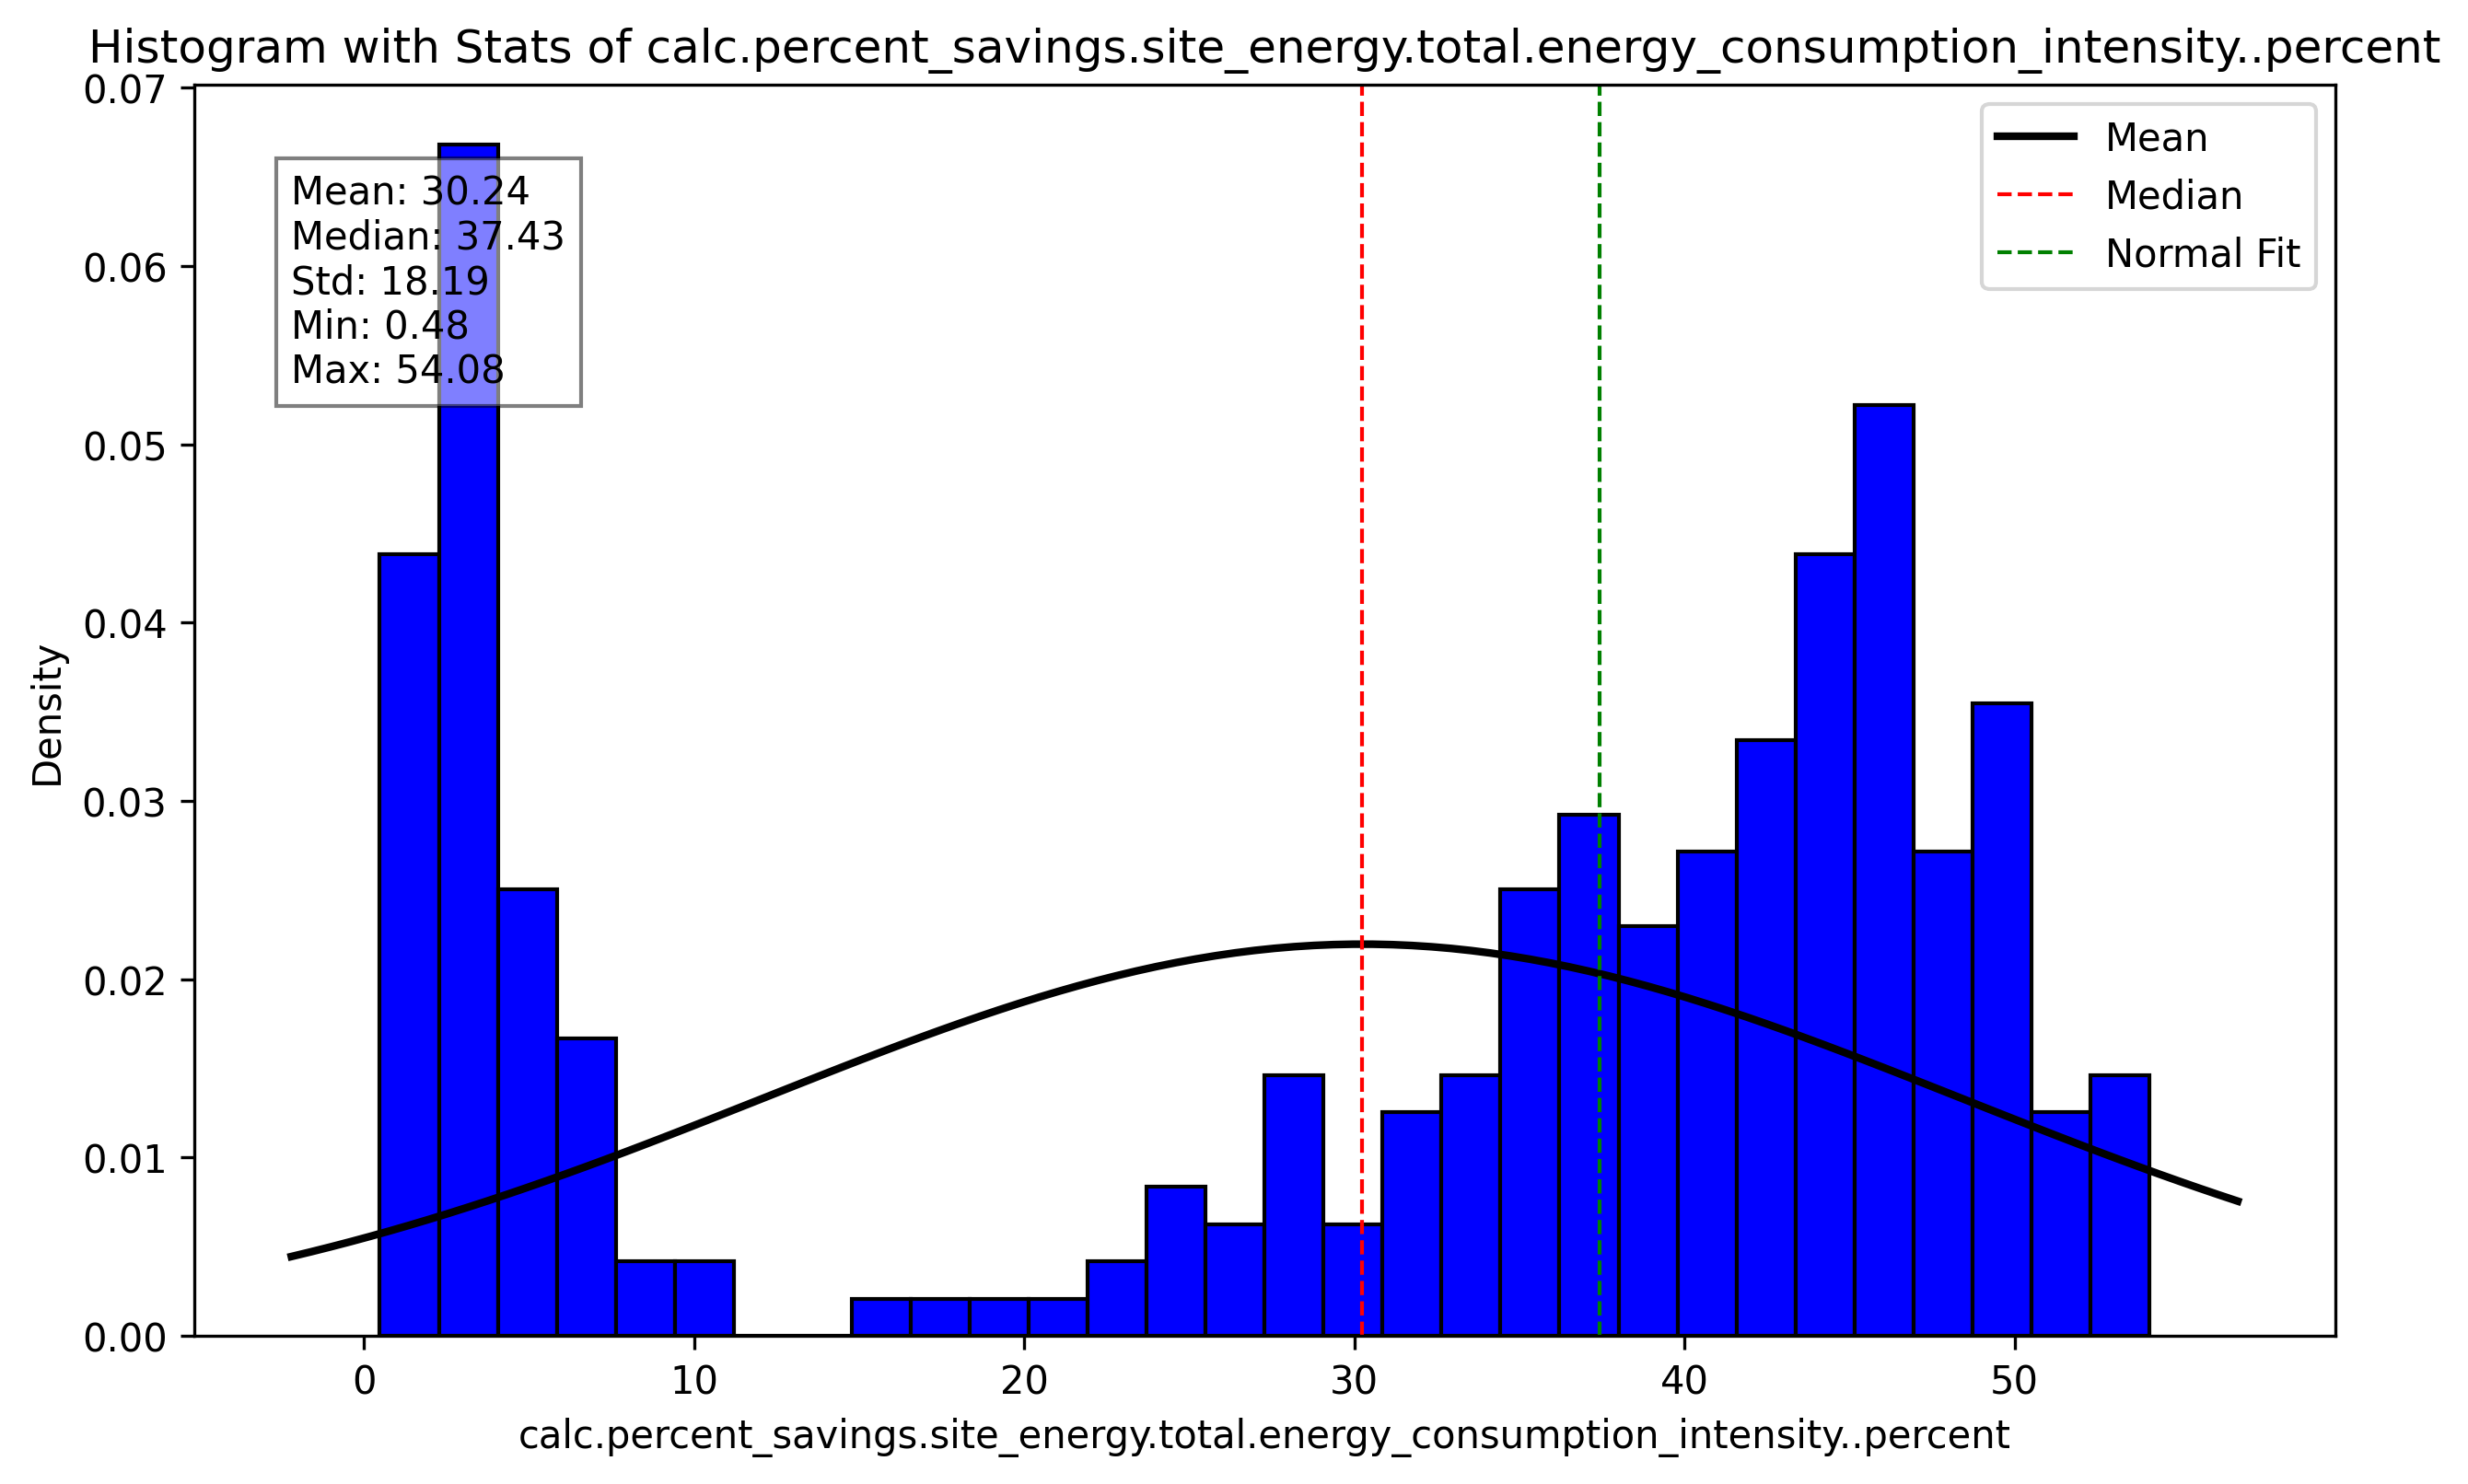 Histogram with Stats of calc.percent_savings.site_energy.total.energy_consumption_intensity..percent
0.07
0.06
0.05
0.04
0.03
0.02
0.01
0.00
Density
Mean: 30.24
Median: 37.43
Std: 18.19
Min: 0.48
Max: 54.08
Mean
Median
Normal Fit
0 10 20 30 40 50
calc.percent_savings.site_energy.total.energy_consumption_intensity..percent